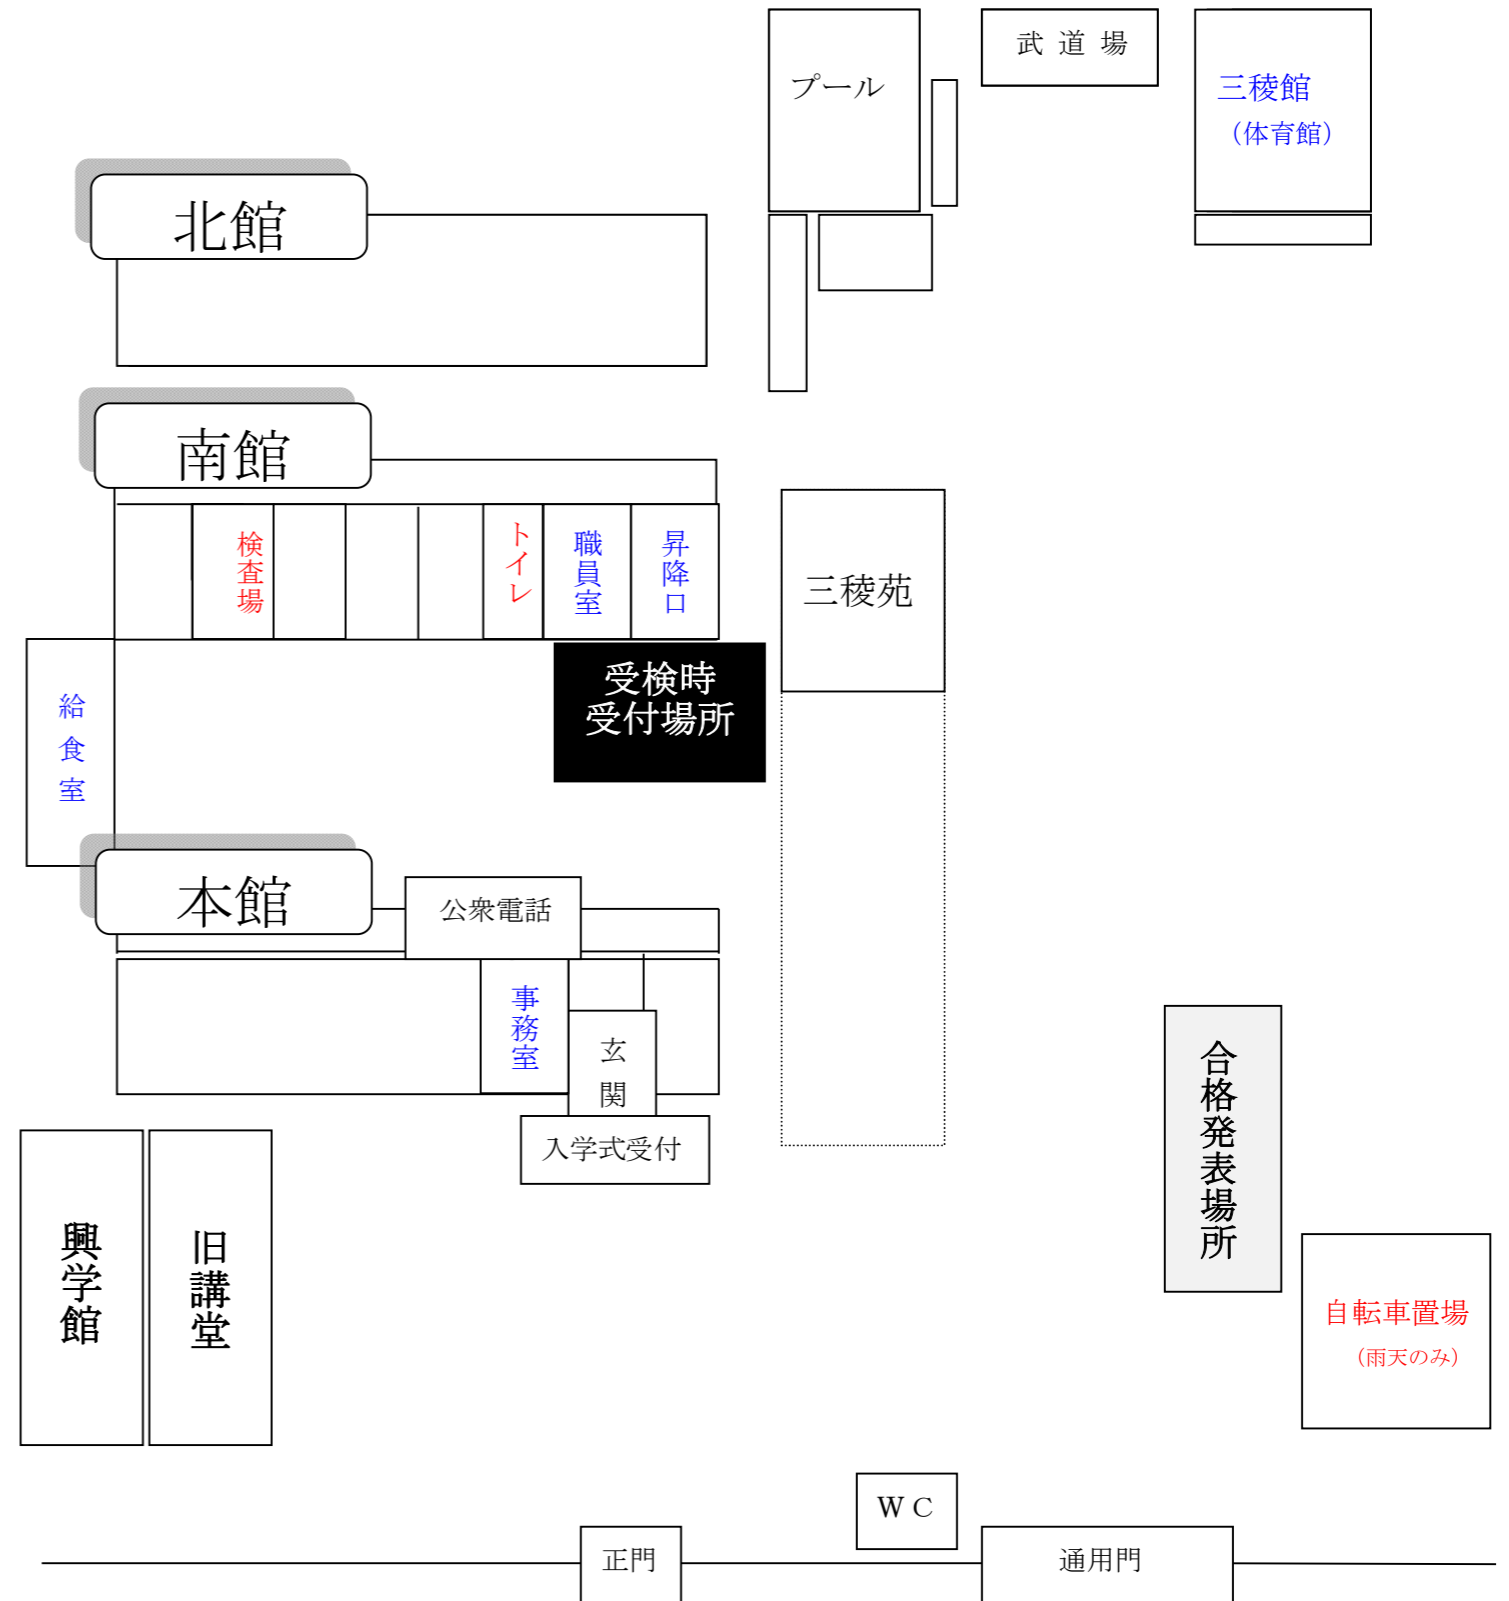 プール
武道場
三稜館
（体育館）
北館
南館
検査場
トイレ
職員室
昇降口
三稜苑
受検時
受付場所
給食室
本館
公衆電話
事務室
玄関
入学式受付
合格発表場所
興学館
旧講堂
自転車置場
（雨天のみ）
ＷＣ
正門
通用門